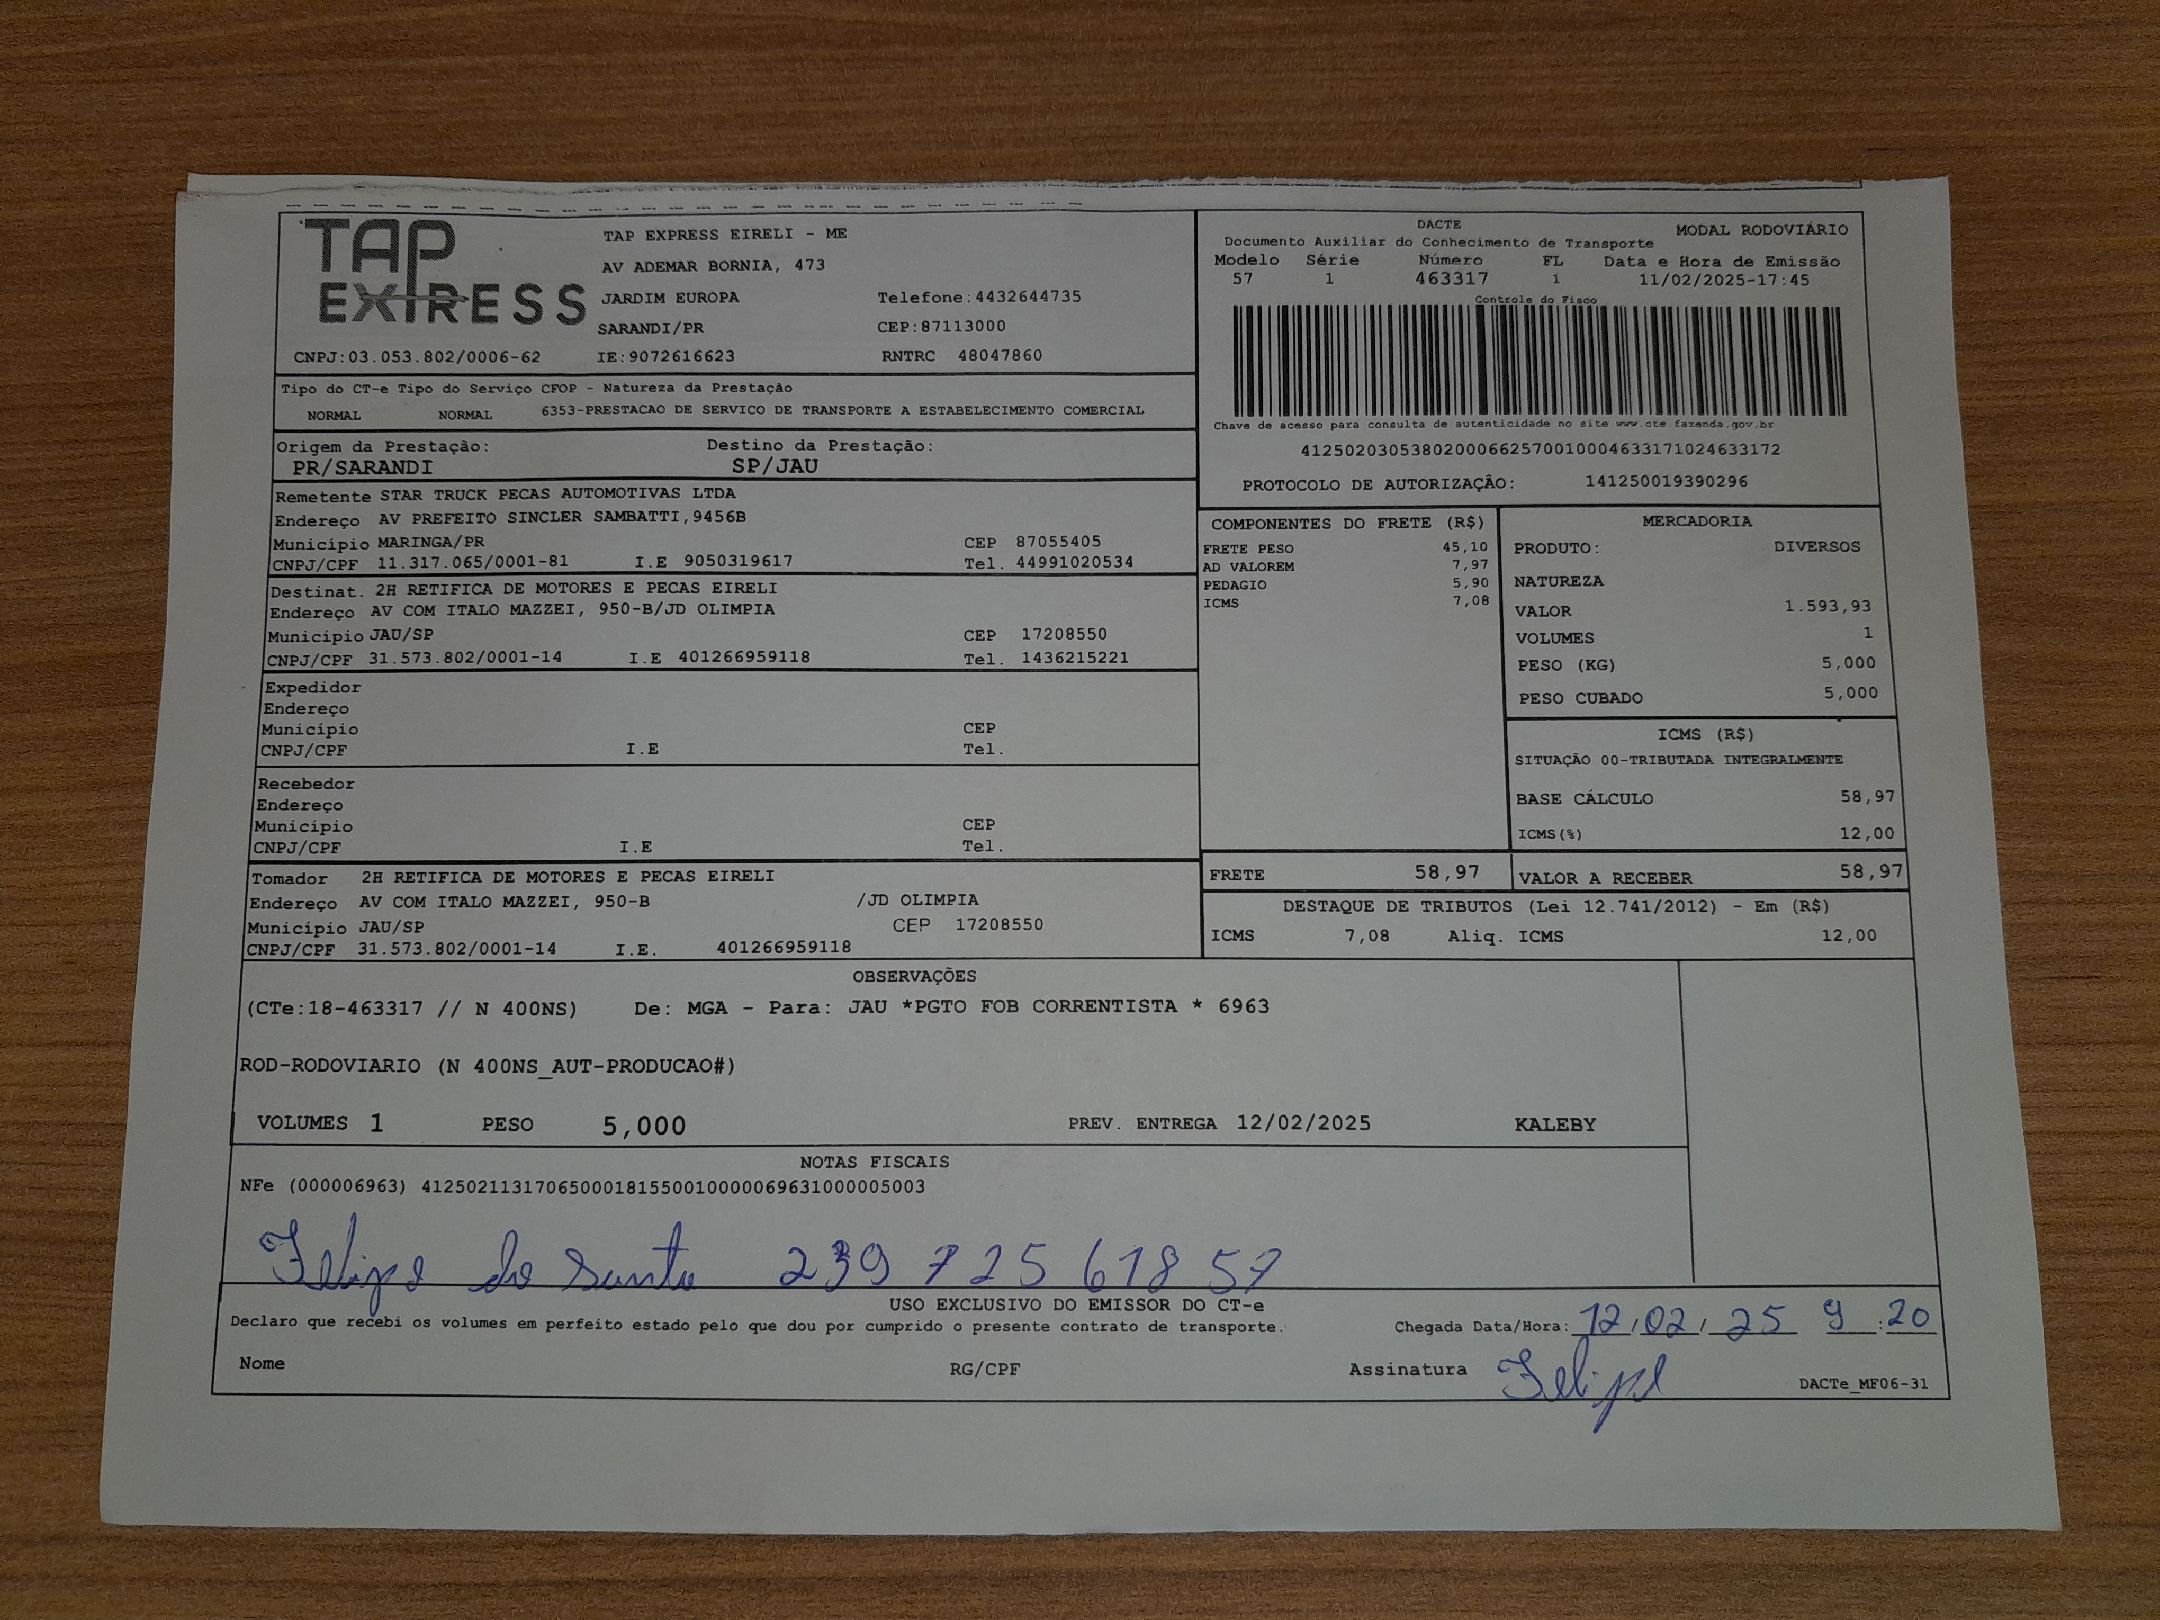 TAP EXPRESS
TAP EXPRESS EIRELI - ME
AV ADEMAR BORNIA, 473
JARDIM EUROPA Telefone:4432644735
SARANDI/PR CEP:87113000
CNPJ:03.053.802/0006-62 IE:9072616623 RNTRC 48047860
DACTE
MODAL RODOVIÁRIO
Documento Auxiliar do Conhecimento de Transporte
Modelo Série Número FL Data e Hora de Emissão
57 1 463317 1 11/02/2025-17:45
Controle do Fisco
Chave de acesso para consulta de autenticidade no site www.cte.fazenda.gov.br
41250203053802000662570010004633171024633172
PROTOCOLO DE AUTORIZAÇÃO: 141250019390296
Tipo do CT-e Tipo do Serviço CFOP - Natureza da Prestação
NORMAL NORMAL 6353-PRESTACAO DE SERVICO DE TRANSPORTE A ESTABELECIMENTO COMERCIAL
Origem da Prestação: Destino da Prestação:
PR/SARANDI SP/JAU
Remetente STAR TRUCK PECAS AUTOMOTIVAS LTDA
Endereço AV PREFEITO SINCLER SAMBATTI,9456B
Município MARINGA/PR CEP 87055405
CNPJ/CPF 11.317.065/0001-81 I.E 9050319617 Tel. 44991020534
Destinat. 2H RETIFICA DE MOTORES E PECAS EIRELI
Endereço AV COM ITALO MAZZEI, 950-B/JD OLIMPIA
Município JAU/SP CEP 17208550
CNPJ/CPF 31.573.802/0001-14 I.E 401266959118 Tel. 1436215221
Expedidor
Endereço
Município CEP
CNPJ/CPF I.E Tel.
Recebedor
Endereço
Município CEP
CNPJ/CPF I.E Tel.
Tomador 2H RETIFICA DE MOTORES E PECAS EIRELI
Endereço AV COM ITALO MAZZEI, 950-B /JD OLIMPIA
Município JAU/SP CEP 17208550
CNPJ/CPF 31.573.802/0001-14 I.E. 401266959118
COMPONENTES DO FRETE (R$)
FRETE PESO 45,10
AD VALOREM 7,97
PEDAGIO 5,90
ICMS 7,08
MERCADORIA
PRODUTO: DIVERSOS
NATUREZA
VALOR 1.593,93
VOLUMES 1
PESO (KG) 5,000
PESO CUBADO 5,000
ICMS (R$)
SITUAÇÃO 00-TRIBUTADA INTEGRALMENTE
BASE CÁLCULO 58,97
ICMS(%) 12,00
FRETE 58,97 VALOR A RECEBER 58,97
DESTAQUE DE TRIBUTOS (Lei 12.741/2012) - Em (R$)
ICMS 7,08 Aliq. ICMS 12,00
OBSERVAÇÕES
(CTe:18-463317 // N 400NS) De: MGA - Para: JAU *PGTO FOB CORRENTISTA * 6963
ROD-RODOVIARIO (N 400NS_AUT-PRODUCAO#)
VOLUMES 1 PESO 5,000 PREV. ENTREGA 12/02/2025 KALEBY
NOTAS FISCAIS
NFe (000006963) 41250211317065000181550010000069631000005003
Felipe do Santo 239 725 618 57
USO EXCLUSIVO DO EMISSOR DO CT-e
Declaro que recebi os volumes em perfeito estado pelo que dou por cumprido o presente contrato de transporte. Chegada Data/Hora: 12/02/25 9:20
Nome RG/CPF Assinatura Felipe DACTe_MF06-31